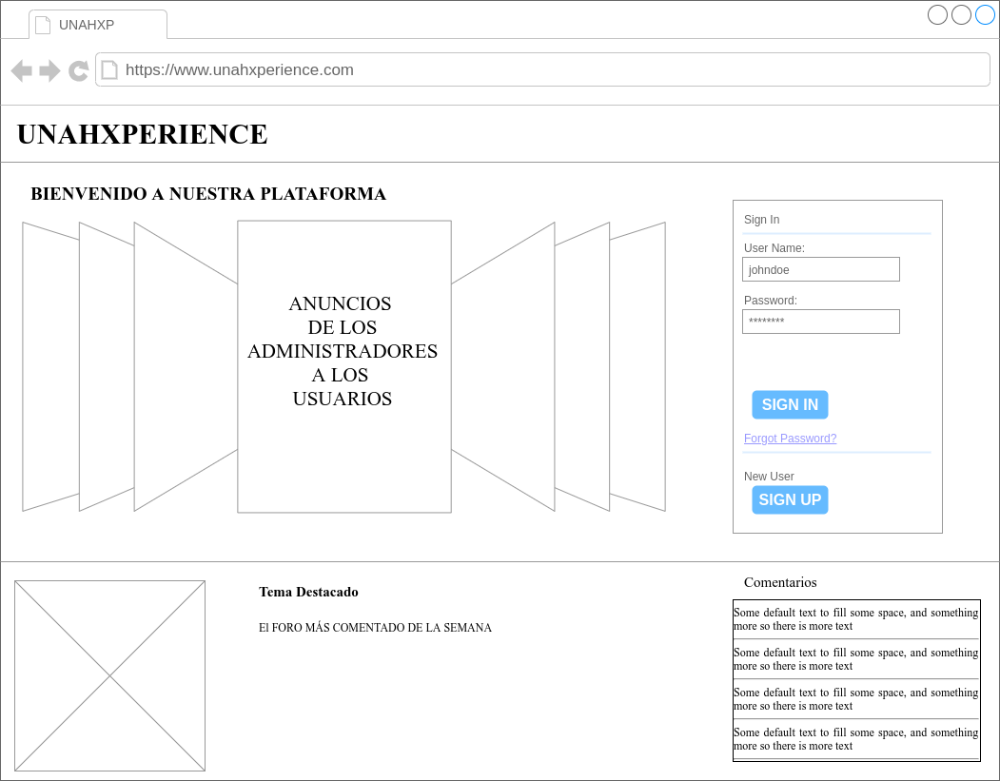 UNAHXP
https://www.unahxperience.com
UNAHXPERIENCE
BIENVENIDO A NUESTRA PLATAFORMA
ANUNCIOS
DE LOS
ADMINISTRADORES
A LOS
USUARIOS
Sign In
User Name:
johndoe
Password:
********
SIGN IN
Forgot Password?
New User
SIGN UP
Tema Destacado
El FORO MÁS COMENTADO DE LA SEMANA
Comentarios
Some default text to fill some space, and something
more so there is more text
Some default text to fill some space, and something
more so there is more text
Some default text to fill some space, and something
more so there is more text
Some default text to fill some space, and something
more so there is more text